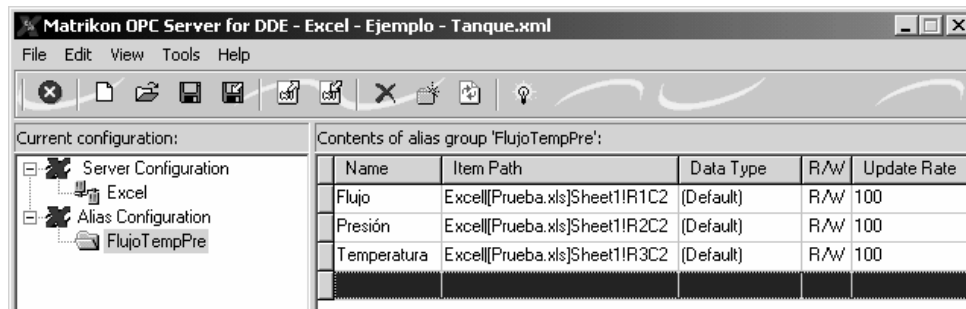 Matrikon OPC Server for DDE - Excel - Ejemplo - Tanque.xml
File Edit View Tools Help
Current configuration:
Contents of alias group 'FlujoTempPre':
Server Configuration
Excel
Alias Configuration
FlujoTempPre
Name Item Path Data Type R/W Update Rate
Flujo Excel|[Prueba.xls]Sheet1!R1C2 (Default) R/W 100
Presión Excel|[Prueba.xls]Sheet1!R2C2 (Default) R/W 100
Temperatura Excel|[Prueba.xls]Sheet1!R3C2 (Default) R/W 100